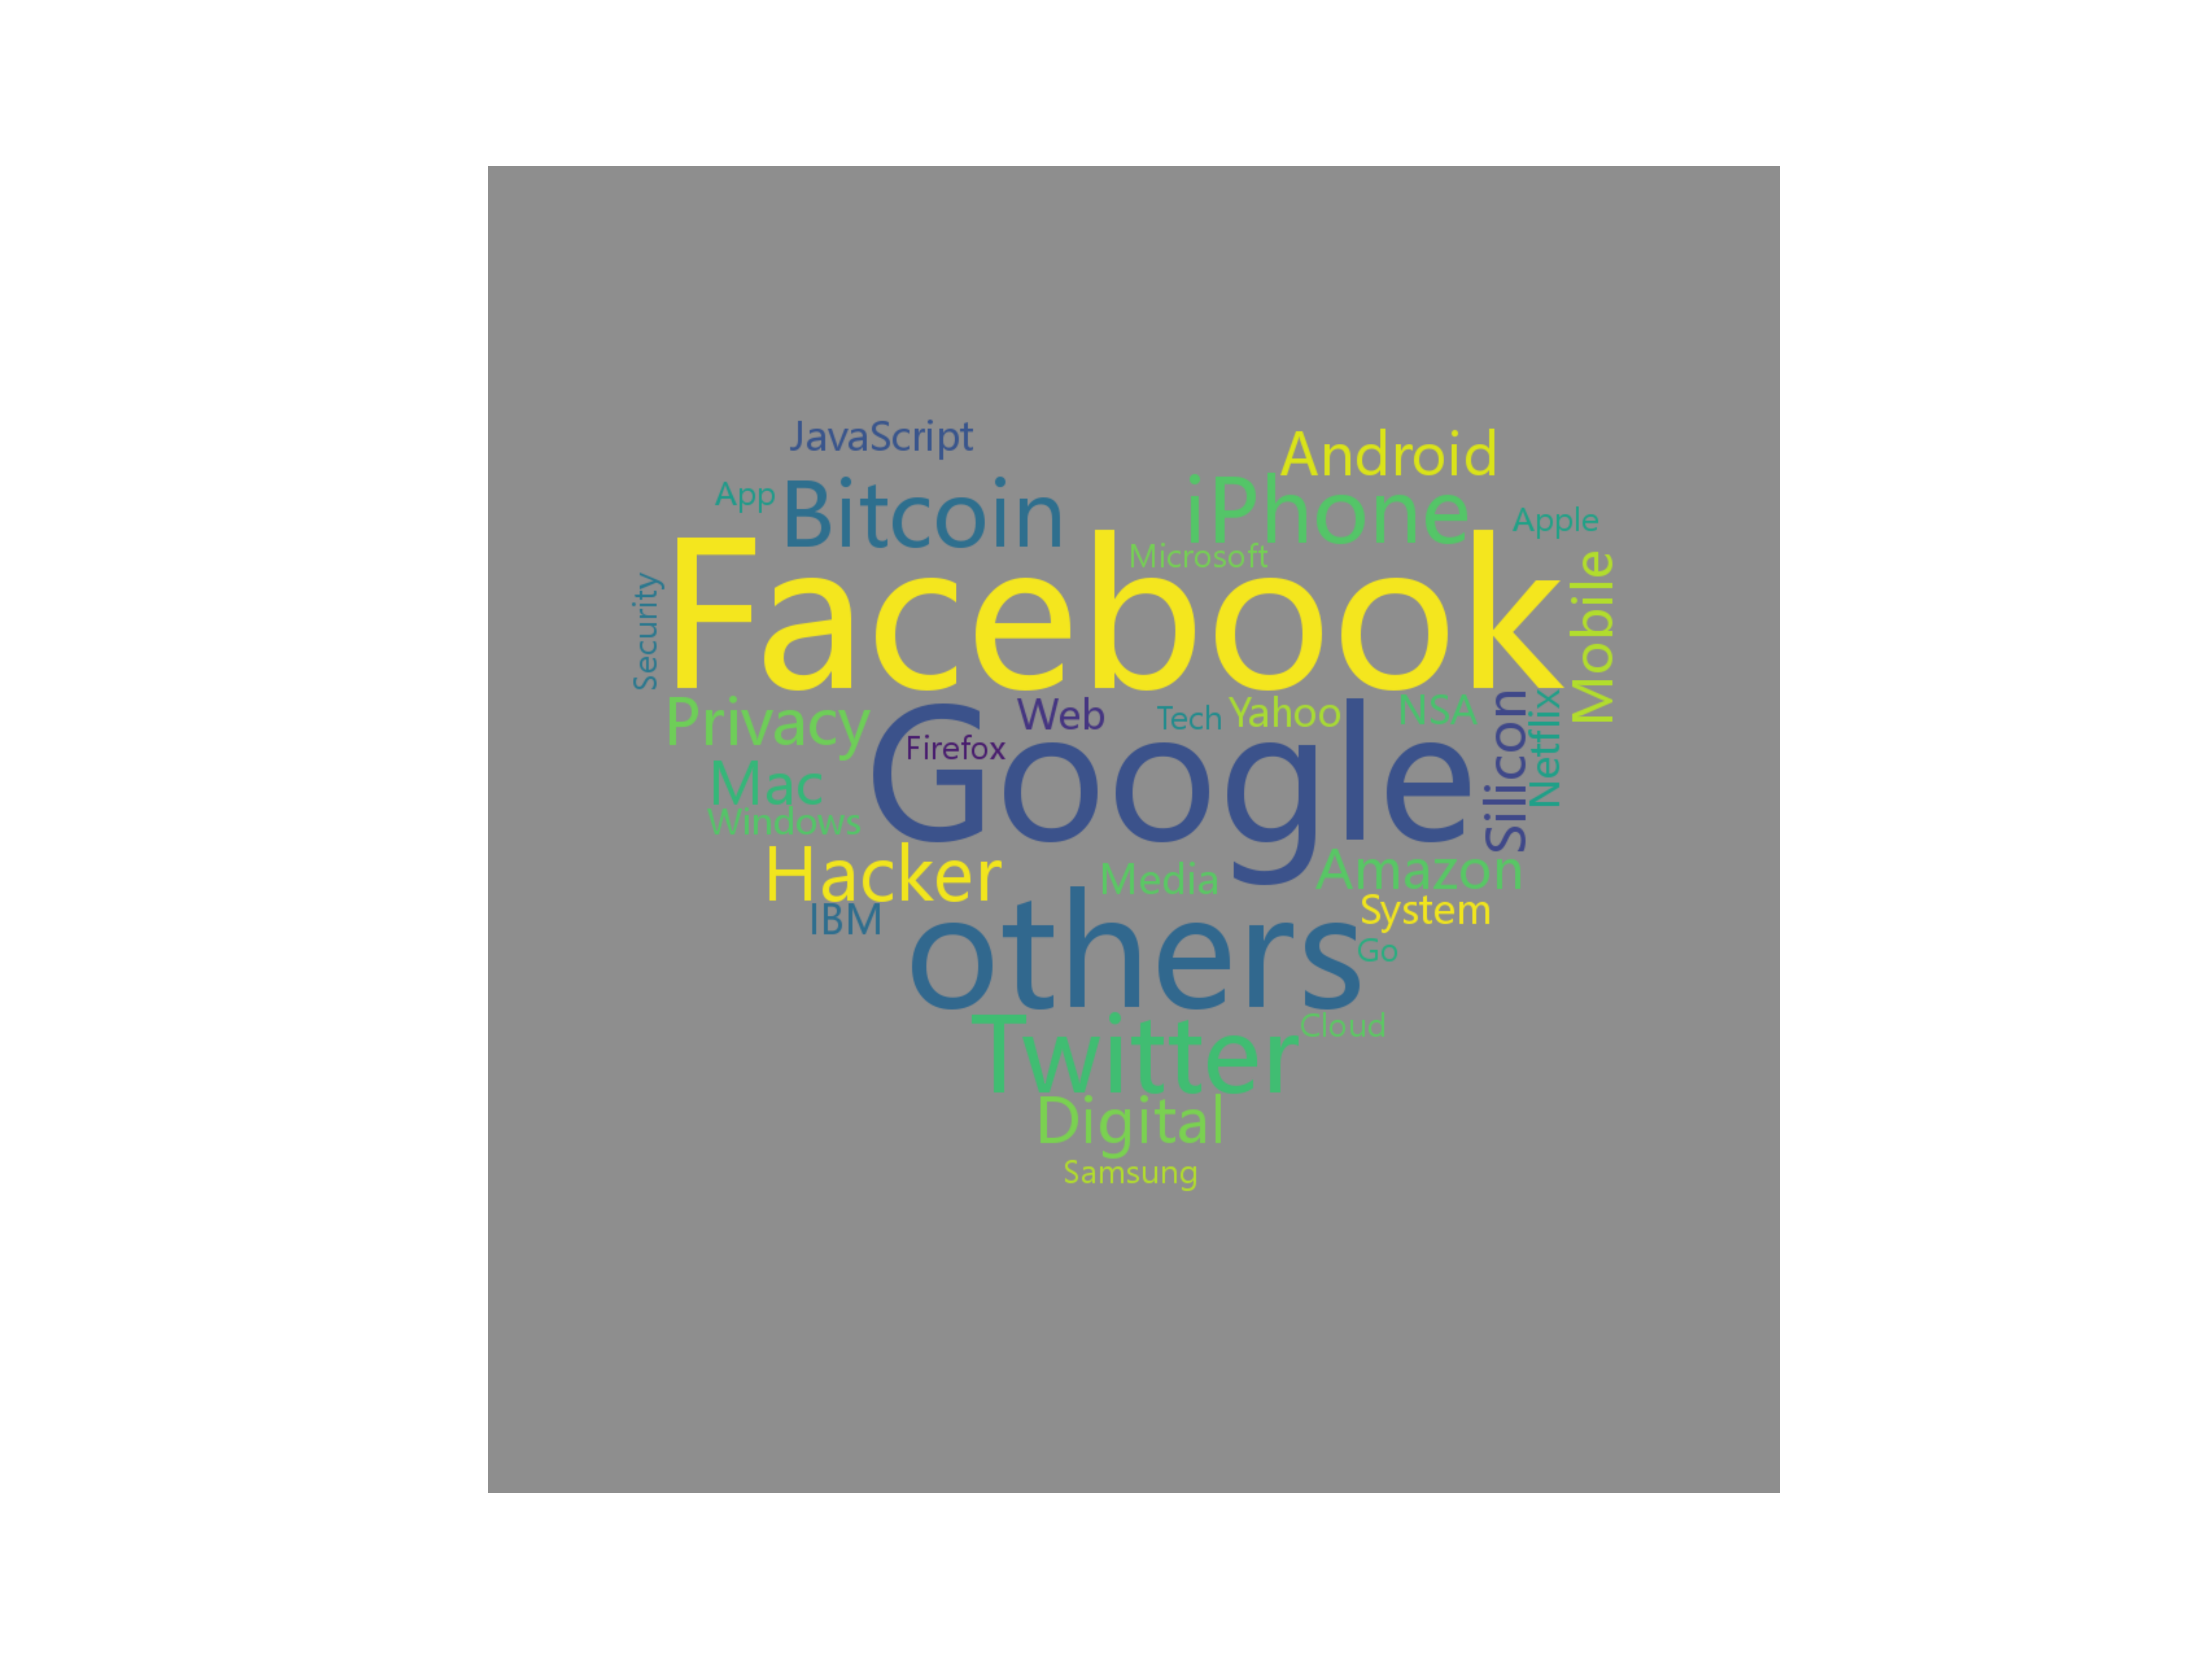 JavaScript
Android
App
Bitcoin
iPhone
Apple
Microsoft
Facebook
Security
Mobile
Privacy
Web
Tech
Yahoo
NSA
Silicon
Netflix
Firefox
Google
Mac
Windows
Hacker
Media
Amazon
IBM
others
System
Go
Twitter
Cloud
Digital
Samsung